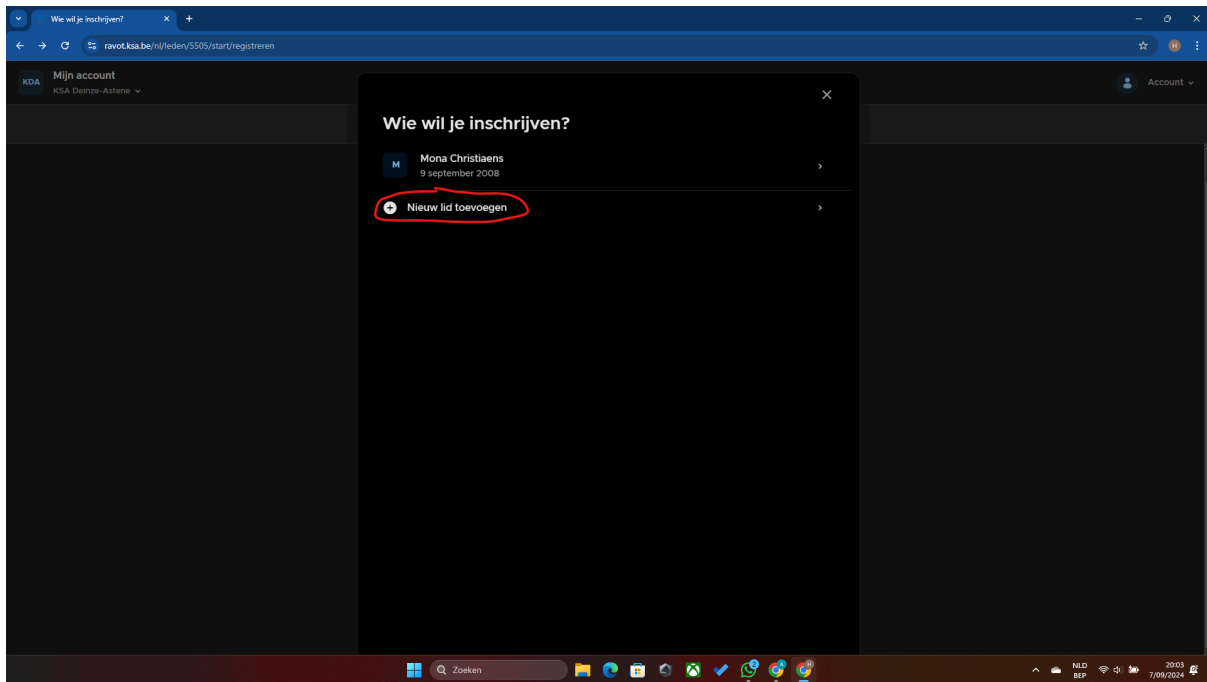 Wie wil je inschrijven?
ravot.ksa.be/nl/leden/5505/start/registreren
H
KDA
Mijn account
KSA Deinze-Astene
Account
Wie wil je inschrijven?
M
Mona Christiaens
9 september 2008
Nieuw lid toevoegen
Zoeken
2
NLD
BEP
20:03
7/09/2024